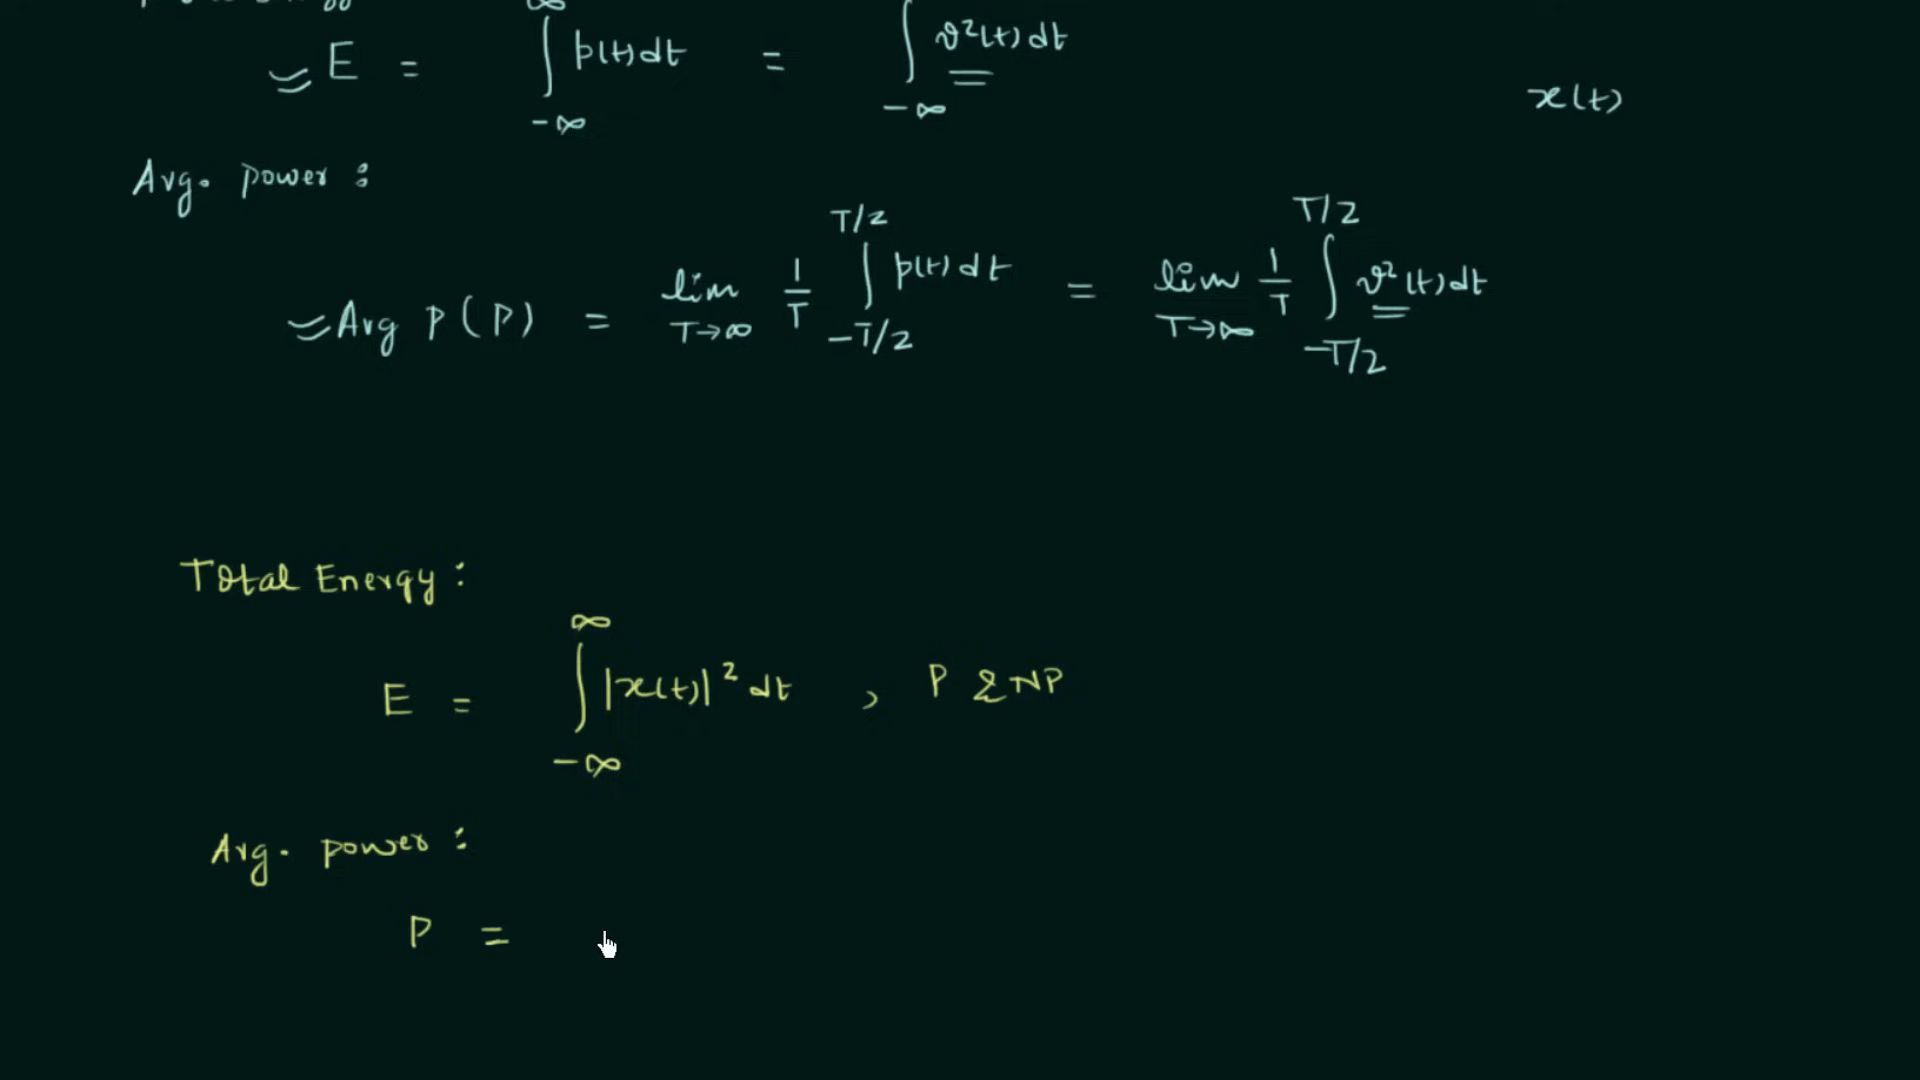 E = ∫_{-∞}^{∞} p(t)dt = ∫_{-∞} v²(t)dt
x(t)
Avg. power :
Avg P(P) = lim_{T→∞} 1/T ∫_{-T/2}^{T/2} p(t)dt = lim_{T→∞} 1/T ∫_{-T/2}^{T/2} v²(t)dt
Total Energy :
E = ∫_{-∞}^{∞} |x(t)|² dt , P & NP
Avg. power :
P =